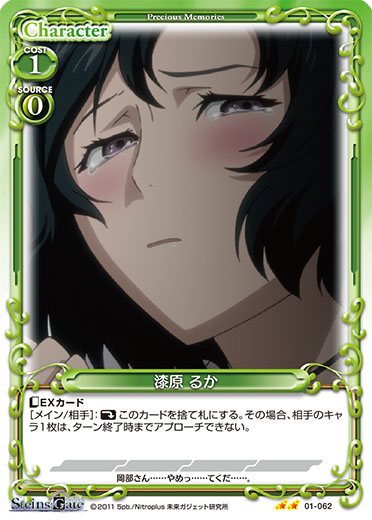 Precious Memories
Character
COST
1
SOURCE
0
漆原 るか
EXカード
[メイン/相手]:このカードを捨て札にする。その場合、相手のキャ
ラ1枚は、ターン終了時までアプローチできない。
岡部さん……やめっ……てくだ……。
Steins;Gate ©2011 5pb./Nitroplus 未来ガジェット研究所 01-062